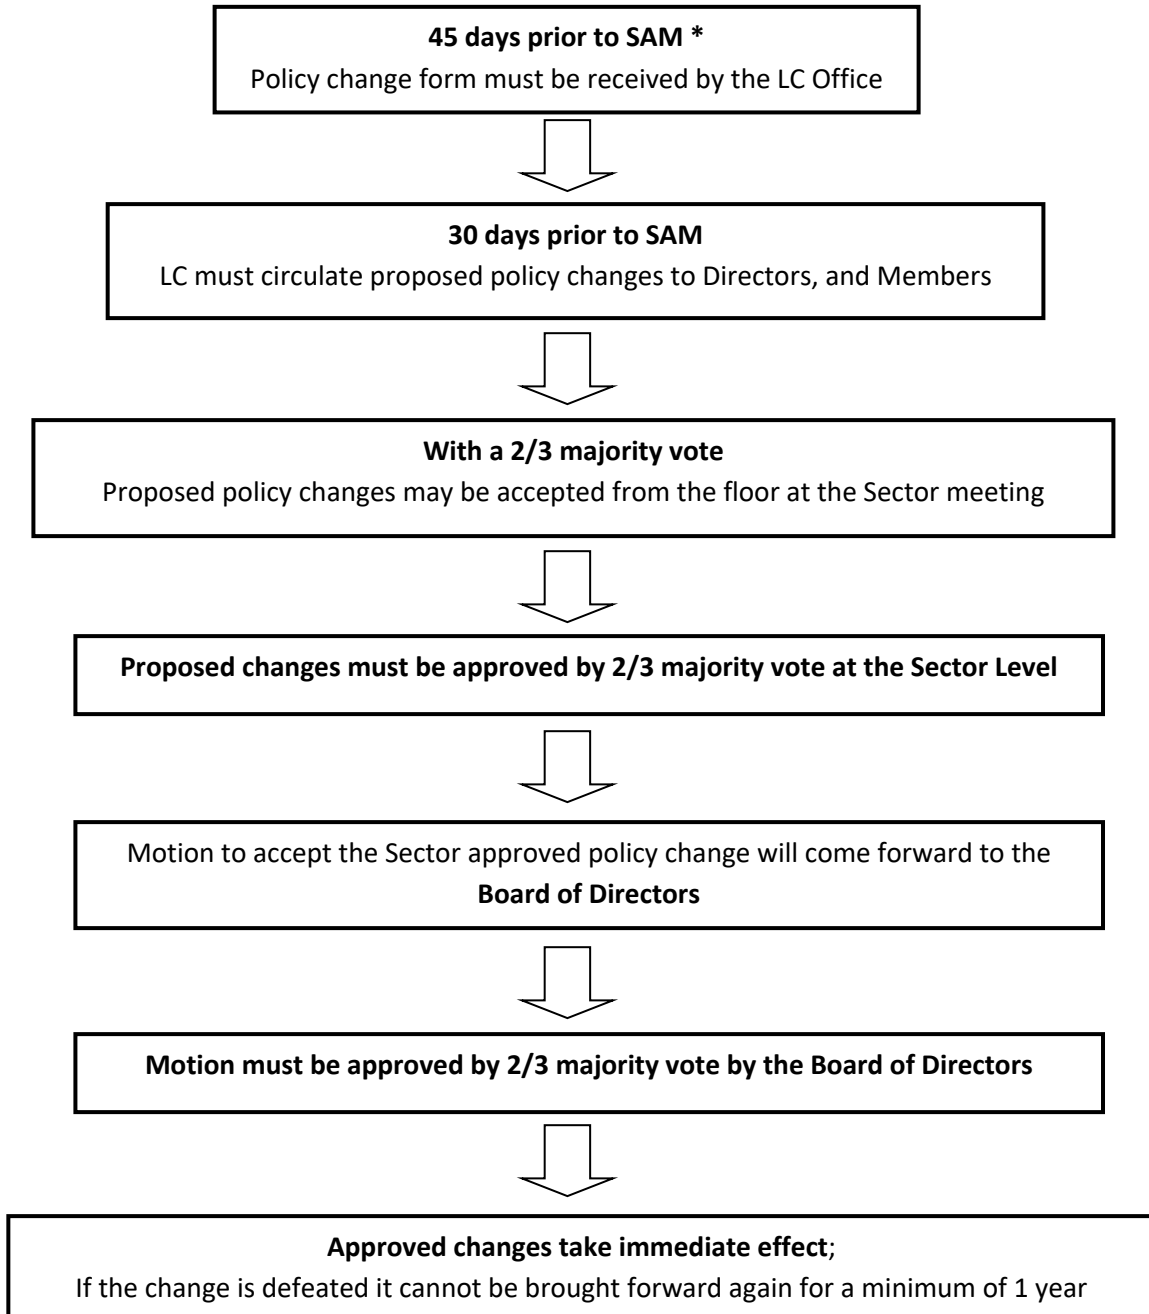 45 days prior to SAM *
Policy change form must be received by the LC Office
30 days prior to SAM
LC must circulate proposed policy changes to Directors, and Members
With a 2/3 majority vote
Proposed policy changes may be accepted from the floor at the Sector meeting
Proposed changes must be approved by 2/3 majority vote at the Sector Level
Motion to accept the Sector approved policy change will come forward to the
Board of Directors
Motion must be approved by 2/3 majority vote by the Board of Directors
Approved changes take immediate effect;
If the change is defeated it cannot be brought forward again for a minimum of 1 year